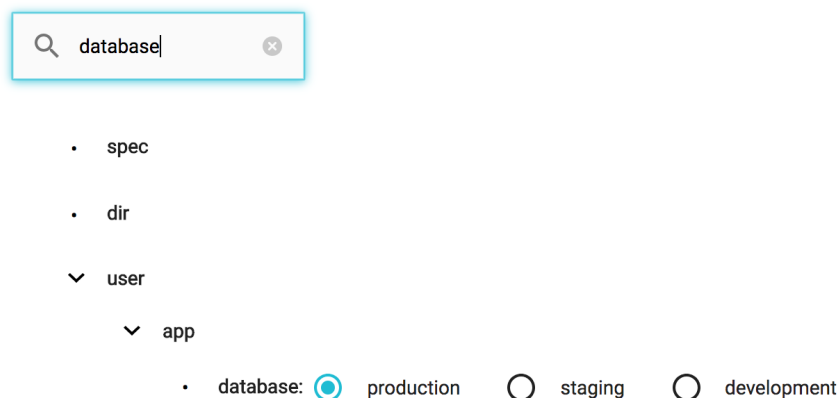 database
spec
dir
user
app
database: production staging development